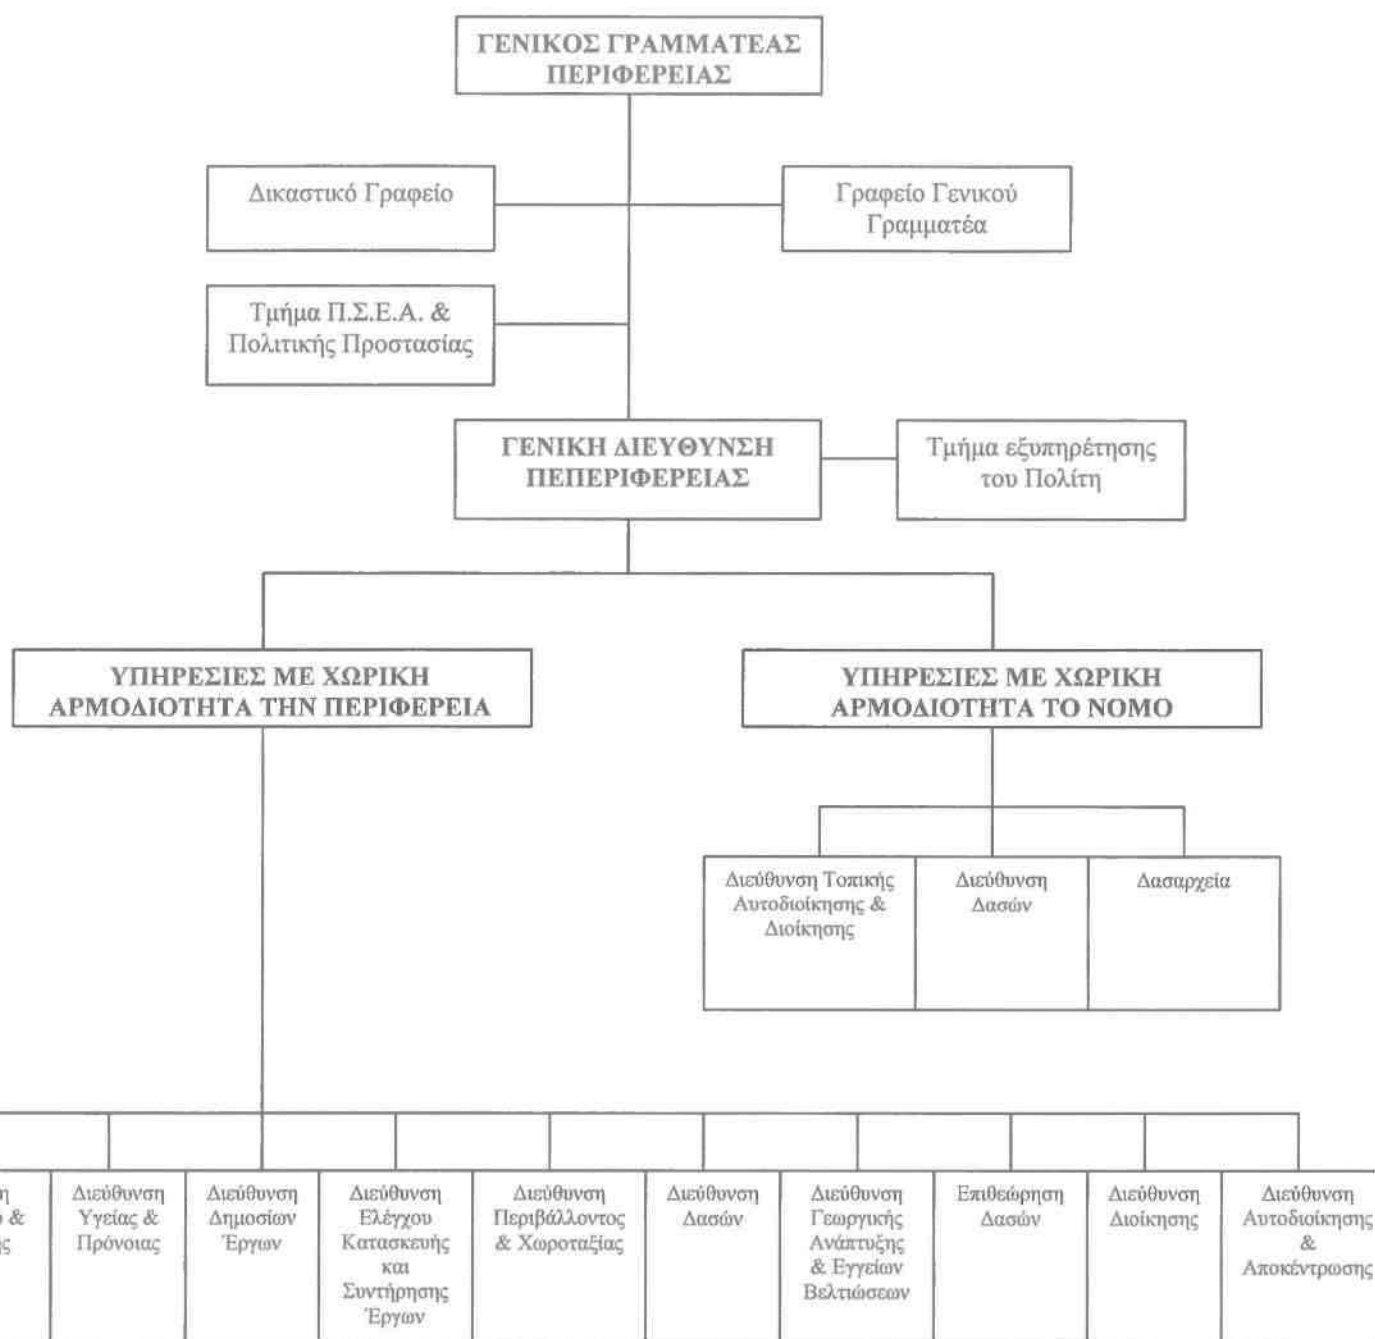 ΓΕΝΙΚΟΣ ΓΡΑΜΜΑΤΕΑΣ
ΠΕΡΙΦΕΡΕΙΑΣ
Δικαστικό Γραφείο
Γραφείο Γενικού
Γραμματέα
Τμήμα Π.Σ.Ε.Α. &
Πολιτικής Προστασίας
ΓΕΝΙΚΗ ΔΙΕΥΘΥΝΣΗ
ΠΕΠΕΡΙΦΕΡΕΙΑΣ
Τμήμα εξυπηρέτησης
του Πολίτη
ΥΠΗΡΕΣΙΕΣ ΜΕ ΧΩΡΙΚΗ
ΑΡΜΟΔΙΟΤΗΤΑ ΤΗΝ ΠΕΡΙΦΕΡΕΙΑ
ΥΠΗΡΕΣΙΕΣ ΜΕ ΧΩΡΙΚΗ
ΑΡΜΟΔΙΟΤΗΤΑ ΤΟ ΝΟΜΟ
Διεύθυνση Τοπικής
Αυτοδιοίκησης &
Διοίκησης
Διεύθυνση
Δασών
Δασαρχεία
&
Διεύθυνση
Υγείας &
Πρόνοιας
Διεύθυνση
Δημοσίων
Έργων
Διεύθυνση
Ελέγχου
Κατασκευής
και
Συντήρησης
Έργων
Διεύθυνση
Περιβάλλοντος
& Χωροταξίας
Διεύθυνση
Δασών
Διεύθυνση
Γεωργικής
Ανάπτυξης
& Εγγείων
Βελτιώσεων
Επιθεώρηση
Δασών
Διεύθυνση
Διοίκησης
Διεύθυνση
Αυτοδιοίκησης
&
Αποκέντρωσης